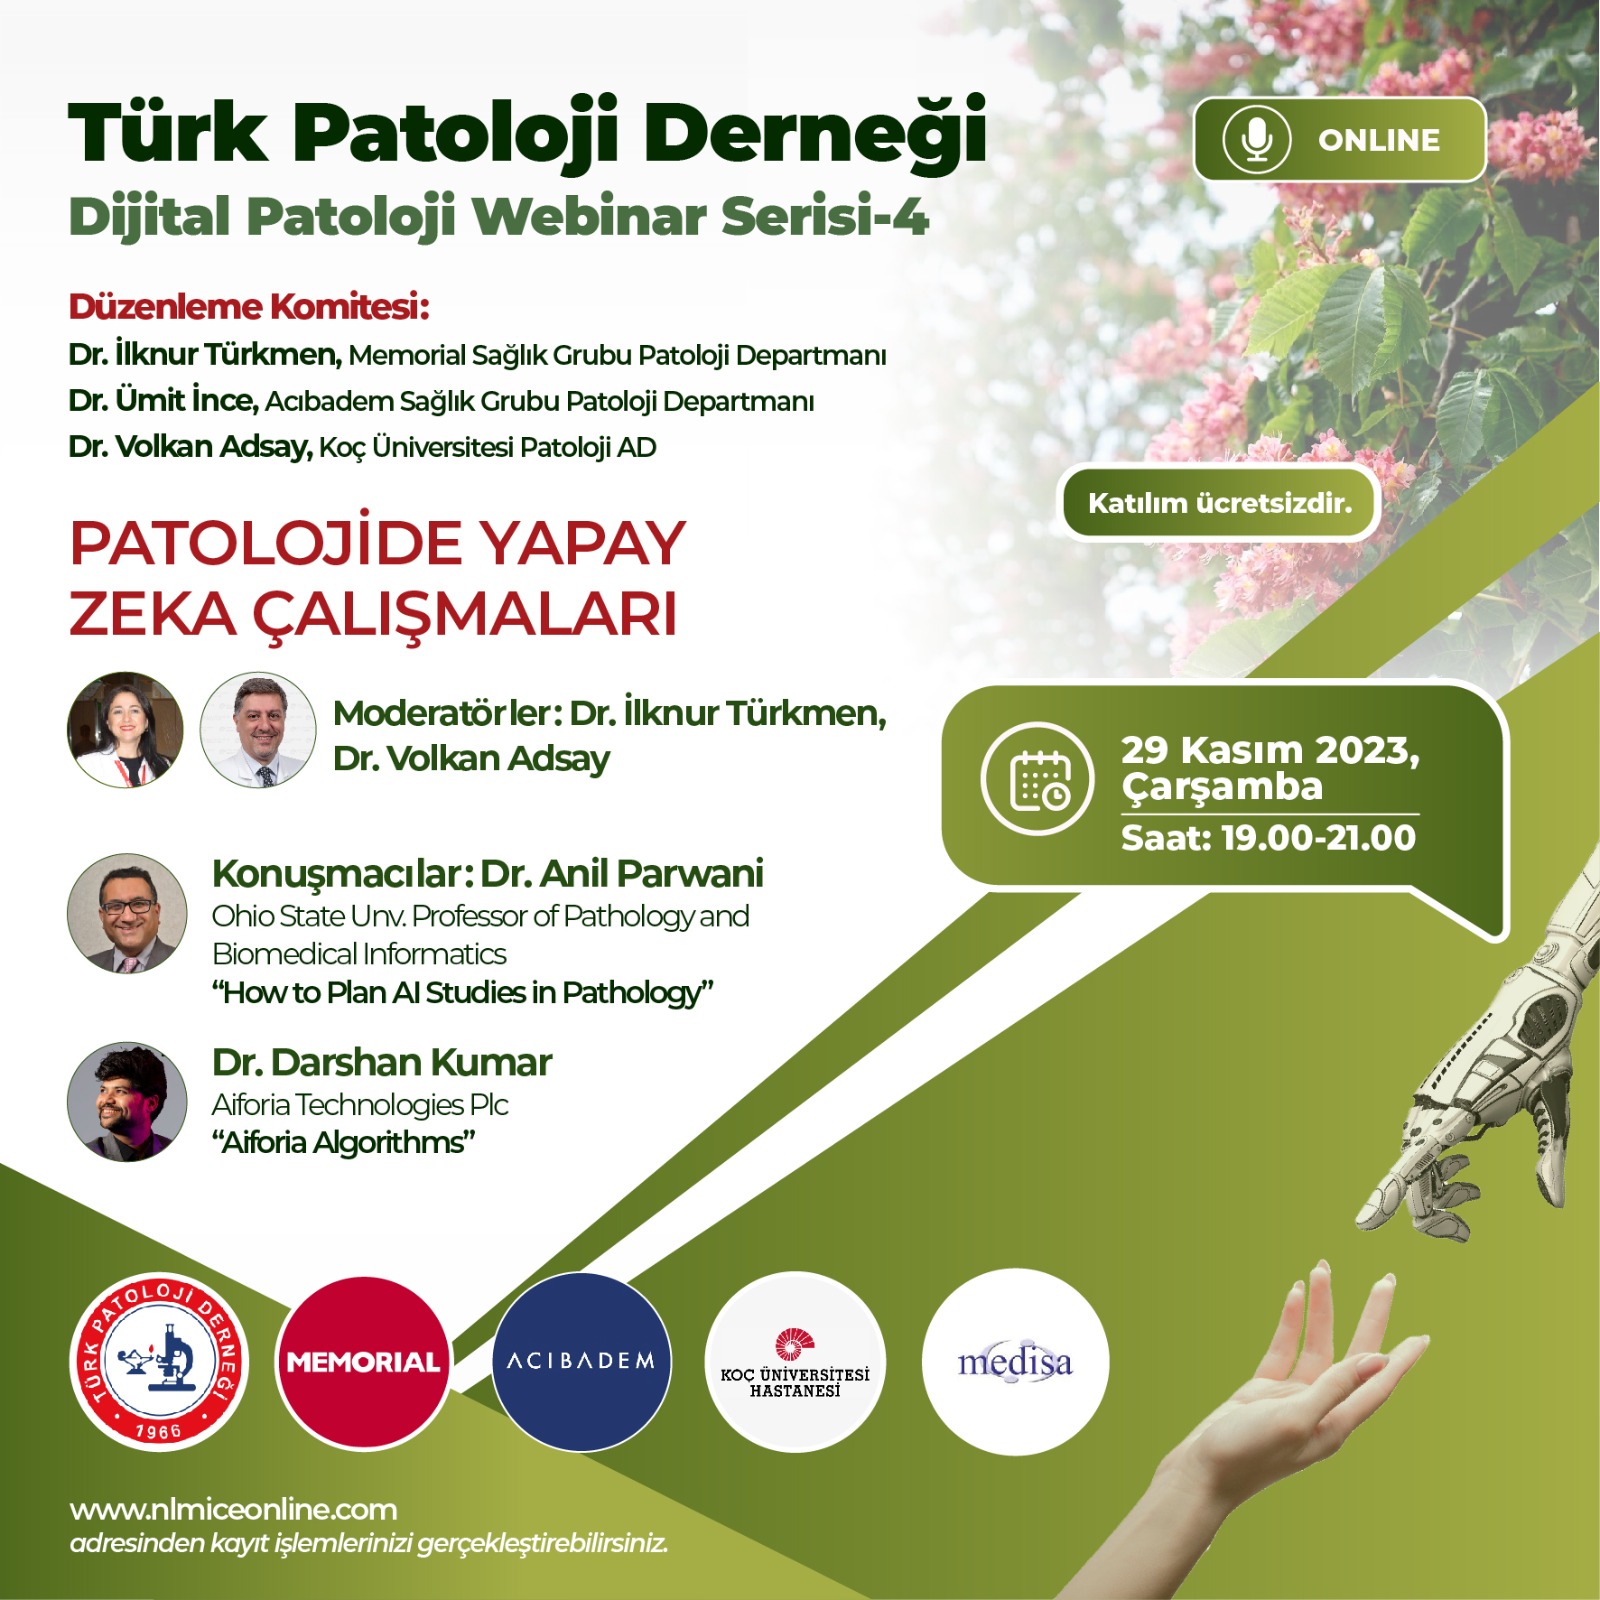 Türk Patoloji Derneği
Dijital Patoloji Webinar Serisi-4
ONLINE
Düzenleme Komitesi:
Dr. İlknur Türkmen, Memorial Sağlık Grubu Patoloji Departmanı
Dr. Ümit İnce, Acıbadem Sağlık Grubu Patoloji Departmanı
Dr. Volkan Adsay, Koç Üniversitesi Patoloji AD
Katılım ücretsizdir.
PATOLOJİDE YAPAY
ZEKA ÇALIŞMALARI
Moderatörler: Dr. İlknur Türkmen,
Dr. Volkan Adsay
29 Kasım 2023,
Çarşamba
Saat: 19.00-21.00
Konuşmacılar: Dr. Anil Parwani
Ohio State Unv. Professor of Pathology and
Biomedical Informatics
“How to Plan AI Studies in Pathology”
Dr. Darshan Kumar
Aiforia Technologies Plc
“Aiforia Algorithms”
TÜRK PATOLOJİ DERNEĞİ
1966
MEMORIAL
ACIBADEM
KOÇ ÜNİVERSİTESİ
HASTANESİ
medisa
www.nlmiceonline.com
adresinden kayıt işlemlerinizi gerçekleştirebilirsiniz.